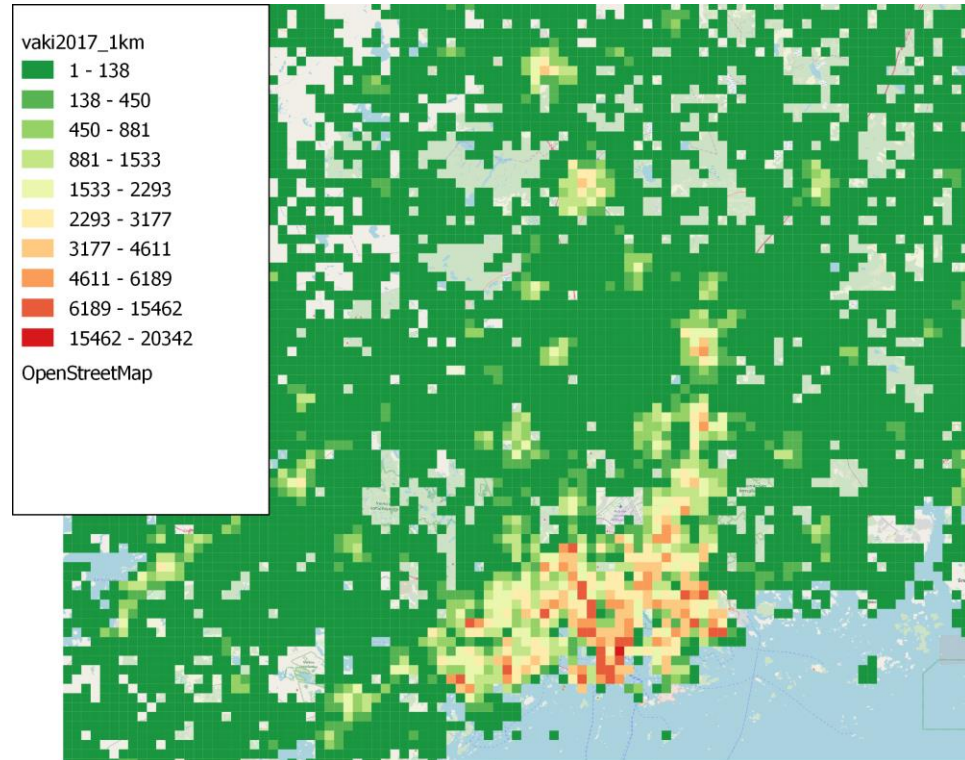 vaki2017_1km
1 - 138
138 - 450
450 - 881
881 - 1533
1533 - 2293
2293 - 3177
3177 - 4611
4611 - 6189
6189 - 15462
15462 - 20342
OpenStreetMap